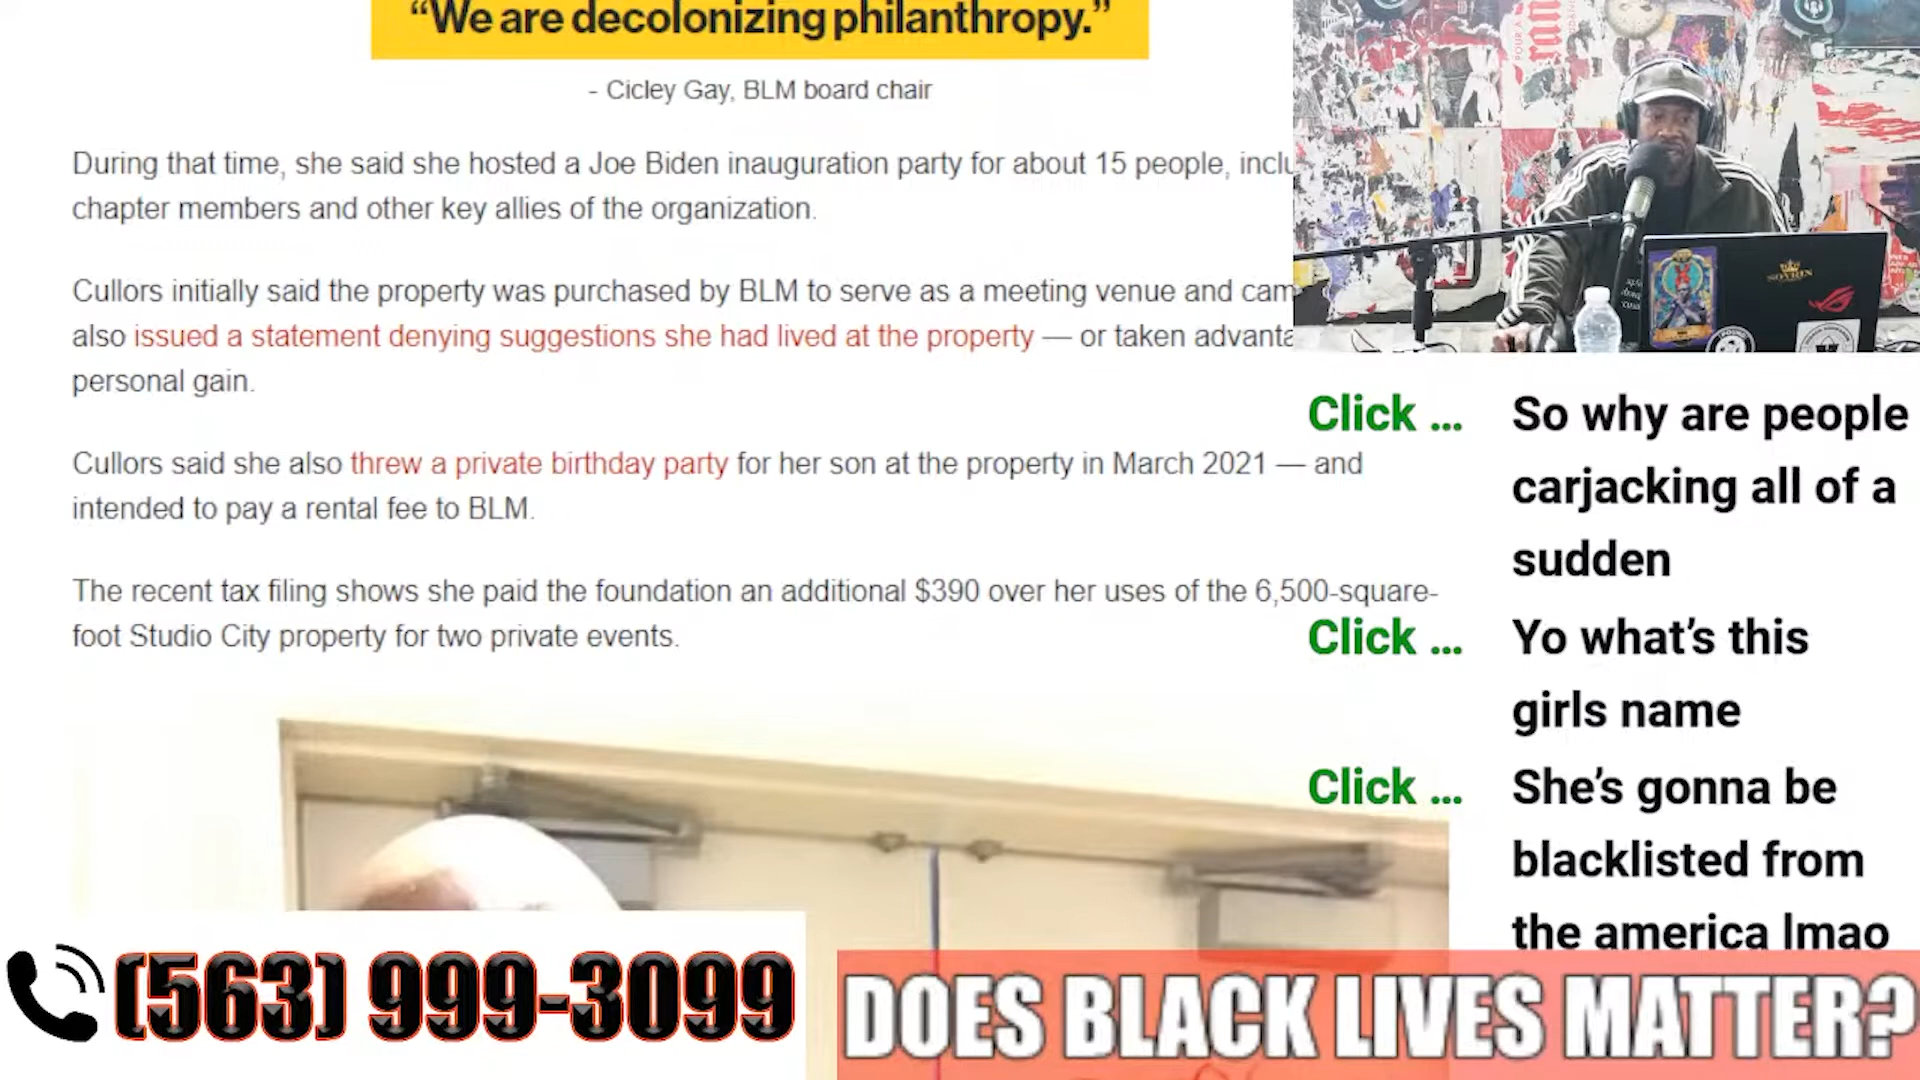 “We are decolonizing philanthropy.”
- Cicley Gay, BLM board chair
During that time, she said she hosted a Joe Biden inauguration party for about 15 people, inclu
chapter members and other key allies of the organization.
Cullors initially said the property was purchased by BLM to serve as a meeting venue and cam
also issued a statement denying suggestions she had lived at the property — or taken advanta
personal gain.
Cullors said she also threw a private birthday party for her son at the property in March 2021 — and
intended to pay a rental fee to BLM.
The recent tax filing shows she paid the foundation an additional $390 over her uses of the 6,500-square-
foot Studio City property for two private events.
Click ... So why are people
carjacking all of a
sudden
Click ... Yo what’s this
girls name
Click ... She’s gonna be
blacklisted from
the america lmao
(563) 999-3099
DOES BLACK LIVES MATTER?